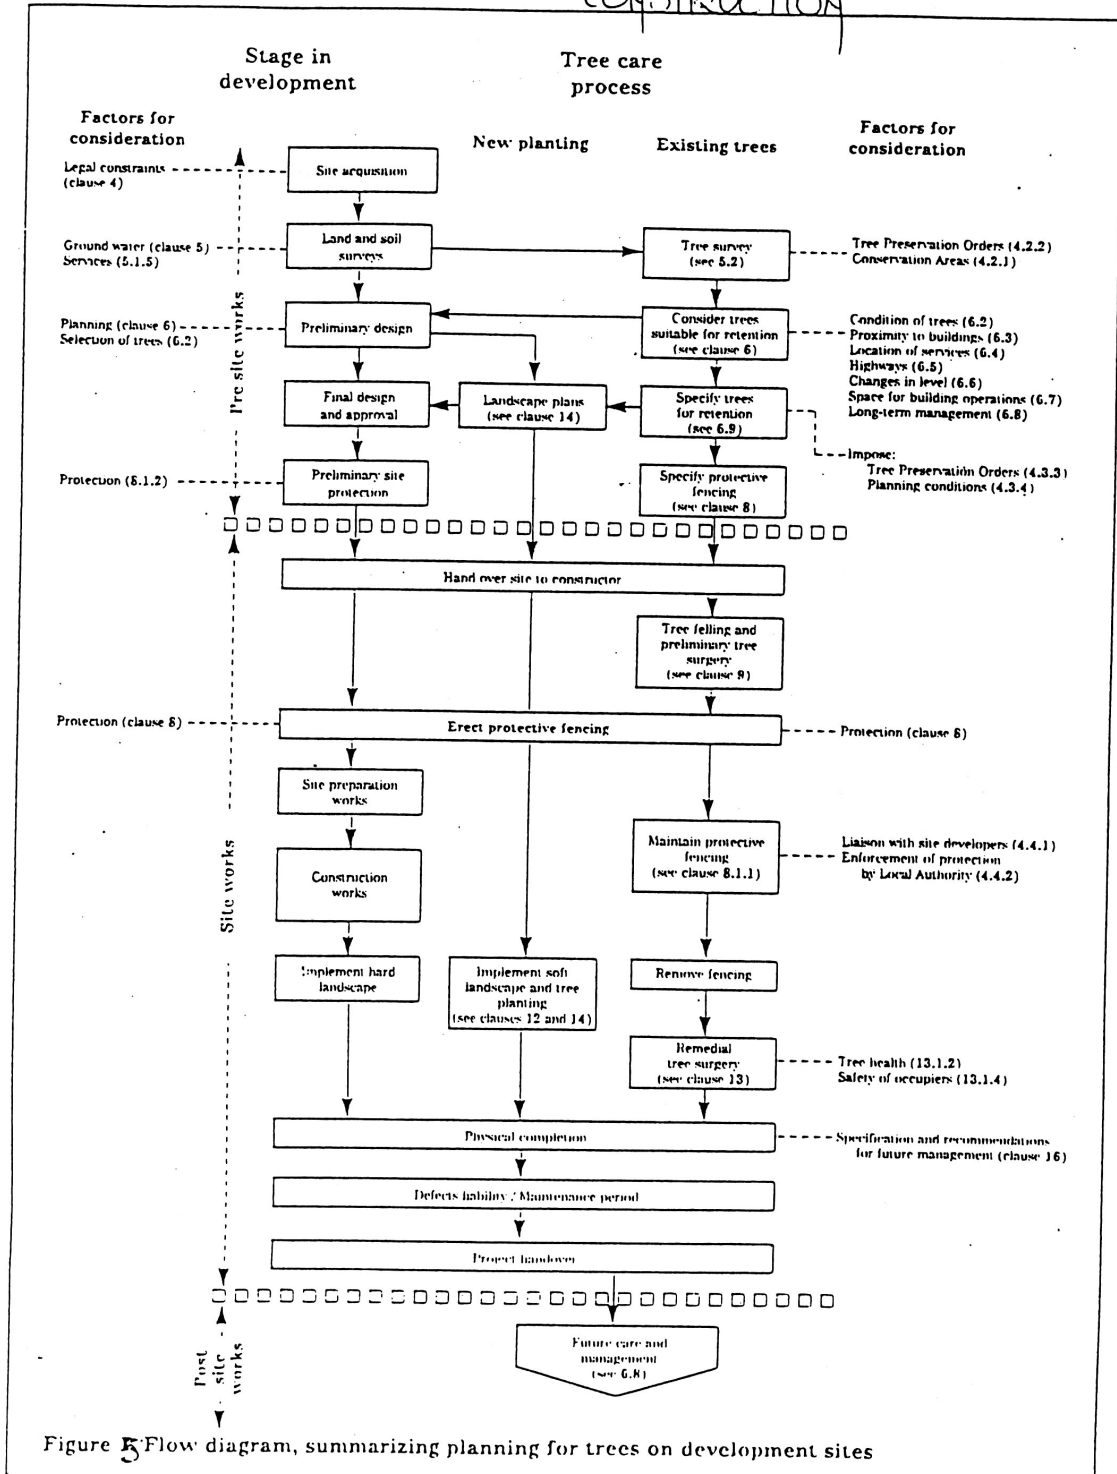 CONSTRUCTION
Stage in
development
Tree care
process
Factors for
consideration
New planting
Existing trees
Factors for
consideration
Legal constraints
(clause 4)
Site acquisition
Ground water (clause 5)
Services (5.1.5)
Land and soil
surveys
Tree survey
(see 5.2)
Tree Preservation Orders (4.2.2)
Conservation Areas (4.2.1)
Pre site works
Planning (clause 6)
Selection of trees (6.2)
Preliminary design
Consider trees
suitable for retention
(see clause 6)
Condition of trees (6.2)
Proximity to buildings (6.3)
Location of services (6.4)
Highways (6.5)
Changes in level (6.6)
Space for building operations (6.7)
Long-term management (6.8)
Final design
and approval
Landscape plans
(see clause 14)
Specify trees
for retention
(see 6.9)
Impose:
Tree Preservation Orders (4.3.3)
Planning conditions (4.3.4)
Protection (8.1.2)
Preliminary site
protection
Specify protective
fencing
(see clause 8)
Hand over site to constructor
Tree felling and
preliminary tree
surgery
(see clause 9)
Protection (clause 8)
Erect protective fencing
Protection (clause 8)
Site works
Site preparation
works
Maintain protective
fencing
(see clause 8.1.1)
Liaison with site developers (4.4.1)
Enforcement of protection
by Local Authority (4.4.2)
Construction
works
Implement hard
landscape
Implement soft
landscape and tree
planting
(see clauses 12 and 14)
Remove fencing
Remedial
tree surgery
(see clause 13)
Tree health (13.1.2)
Safety of occupiers (13.1.4)
Physical completion
Specification and recommendations
for future management (clause 16)
Defects liability / Maintenance period
Project handover
Post
site
works
Future care and
management
(see 6.8)
Figure 5 Flow diagram, summarizing planning for trees on development sites